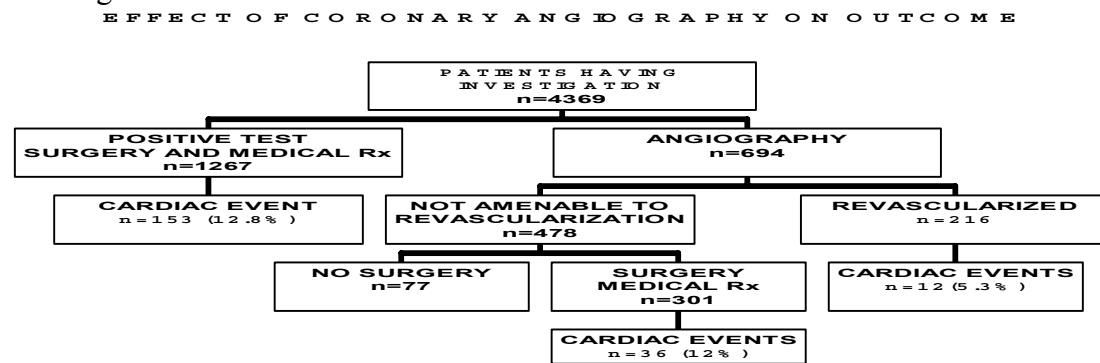 EFFECT OF CORONARY ANGIOGRAPHY ON OUTCOME
PATIENTS HAVING
INVESTIGATION
n=4369
POSITIVE TEST
SURGERY AND MEDICAL Rx
n=1267
ANGIOGRAPHY
n=694
CARDIAC EVENT
n=153 (12.8%)
NOT AMENABLE TO
REVASCULARIZATION
n=478
REVASCULARIZED
n=216
NO SURGERY
n=77
SURGERY
MEDICAL Rx
n=301
CARDIAC EVENTS
n=12(5.3%)
CARDIAC EVENTS
n=36 (12%)